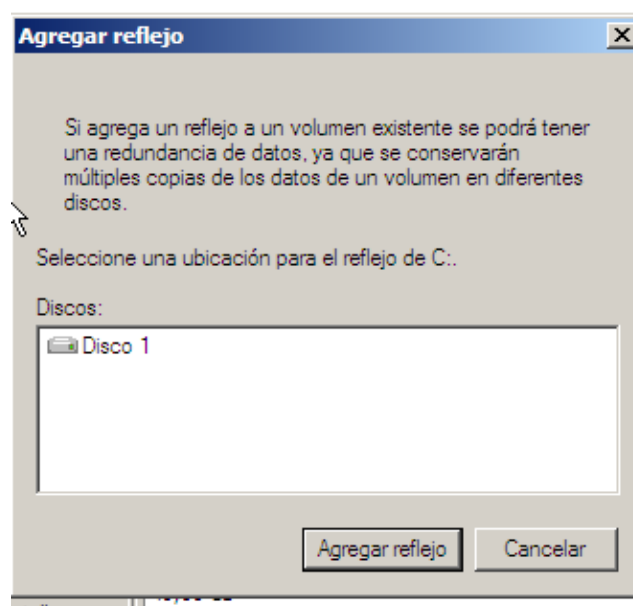 Agregar reflejo
Si agrega un reflejo a un volumen existente se podrá tener
una redundancia de datos, ya que se conservarán
múltiples copias de los datos de un volumen en diferentes
discos.
Seleccione una ubicación para el reflejo de C:.
Discos:
Disco 1
Agregar reflejo Cancelar